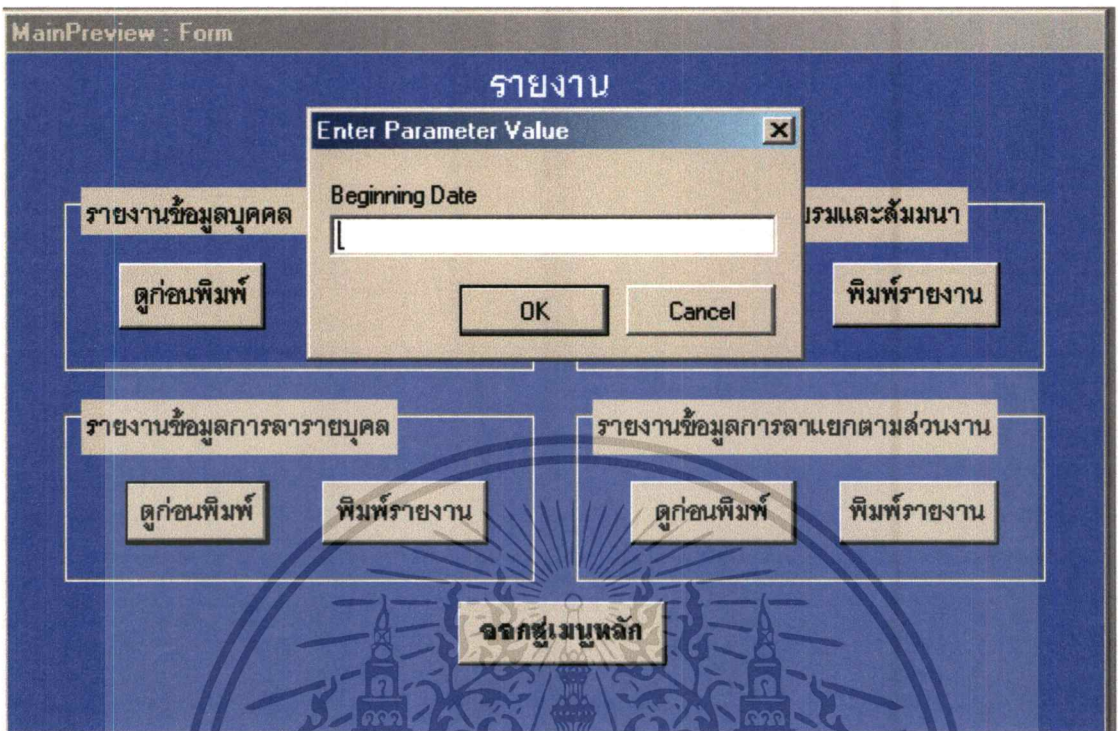 MainPreview : Form
รายงาน
Enter Parameter Value
Beginning Date
OK
Cancel
รายงานข้อมูลบุคคล
ดูก่อนพิมพ์
บรมและสัมมนา
พิมพ์รายงาน
รายงานข้อมูลการลารายบุคล
ดูก่อนพิมพ์
พิมพ์รายงาน
รายงานข้อมูลการลาแยกตามส่วนงาน
ดูก่อนพิมพ์
พิมพ์รายงาน
ออกสู่เมนูหลัก